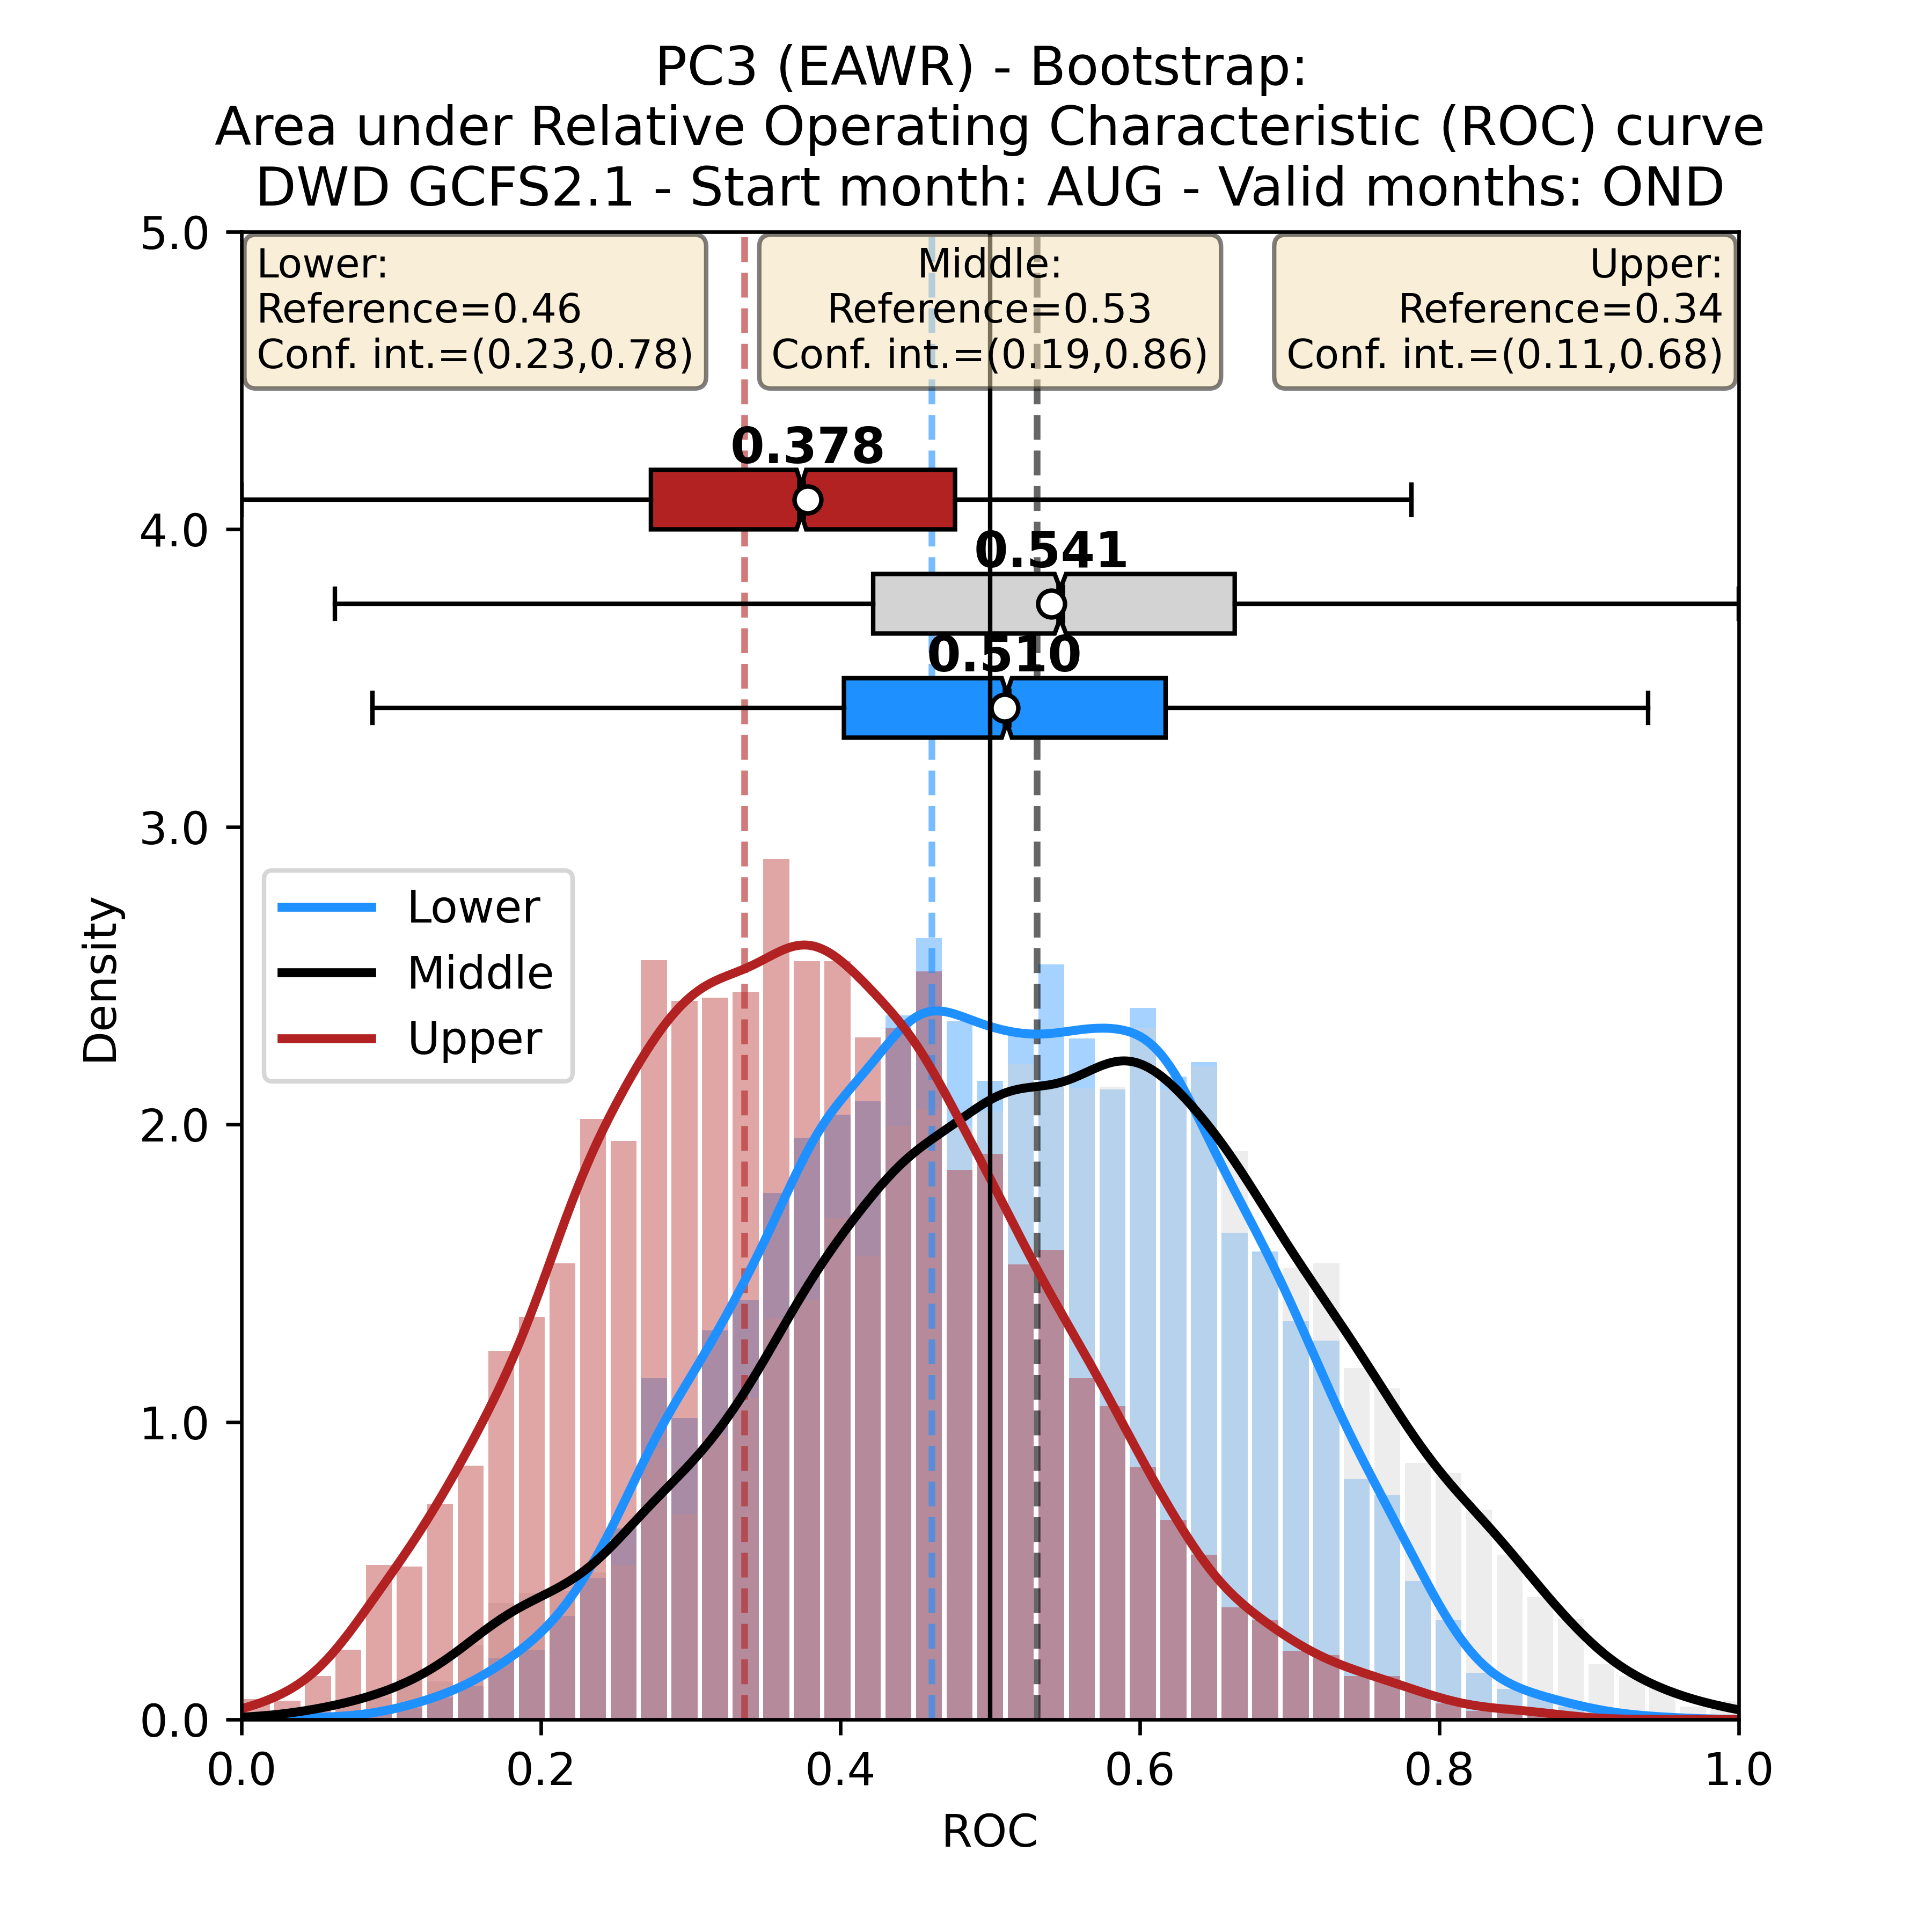 PC3 (EAWR) - Bootstrap:
Area under Relative Operating Characteristic (ROC) curve
DWD GCFS2.1 - Start month: AUG - Valid months: OND
Lower:
Reference=0.46
Conf. int.=(0.23,0.78)
Middle:
Reference=0.53
Conf. int.=(0.19,0.86)
Upper:
Reference=0.34
Conf. int.=(0.11,0.68)
0.378
0.541
0.510
Lower
Middle
Upper
Density
5.0
4.0
3.0
2.0
1.0
0.0
0.0 0.2 0.4 0.6 0.8 1.0
ROC